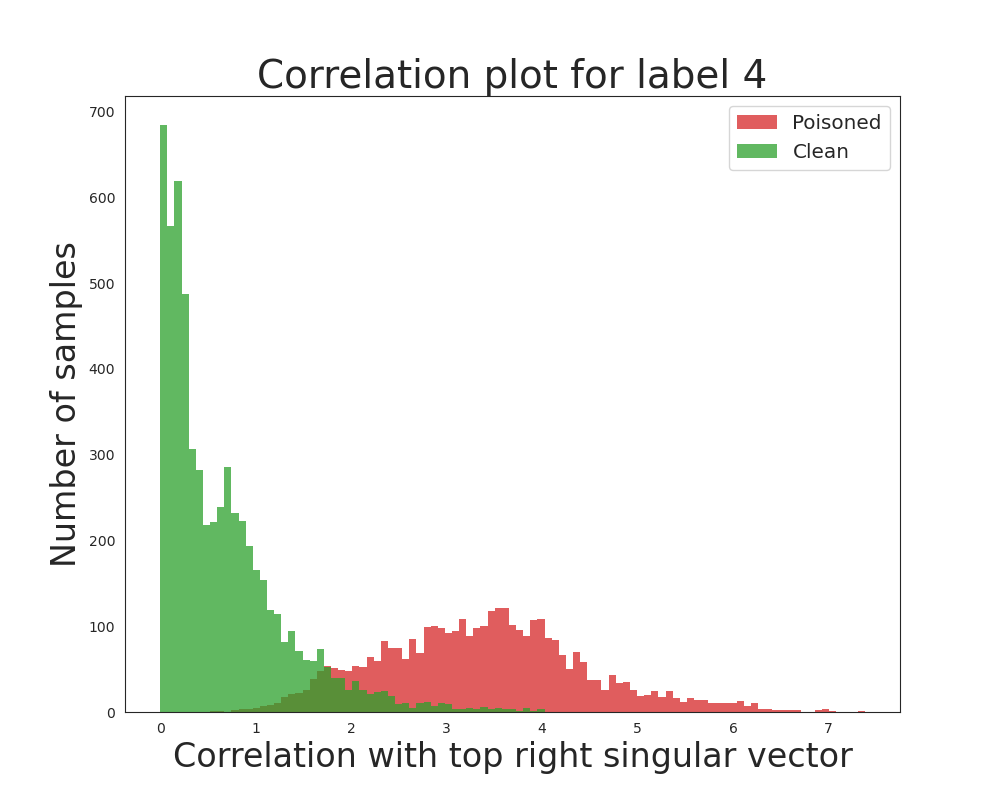 Correlation plot for label 4
700
600
500
400
300
200
100
0
Number of samples
Poisoned
Clean
0 1 2 3 4 5 6 7
Correlation with top right singular vector